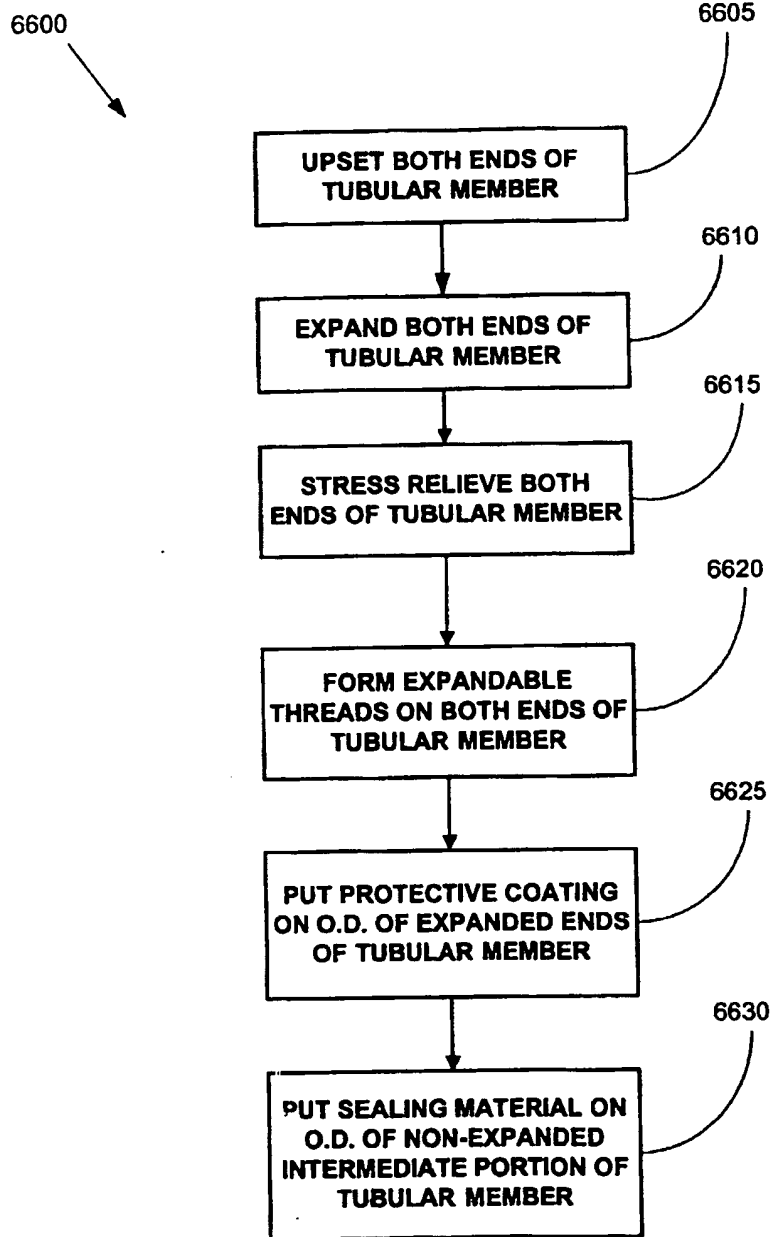 6600
6605
UPSET BOTH ENDS OF
TUBULAR MEMBER
6610
EXPAND BOTH ENDS OF
TUBULAR MEMBER
6615
STRESS RELIEVE BOTH
ENDS OF TUBULAR MEMBER
6620
FORM EXPANDABLE
THREADS ON BOTH ENDS OF
TUBULAR MEMBER
6625
PUT PROTECTIVE COATING
ON O.D. OF EXPANDED ENDS
OF TUBULAR MEMBER
6630
PUT SEALING MATERIAL ON
O.D. OF NON-EXPANDED
INTERMEDIATE PORTION OF
TUBULAR MEMBER